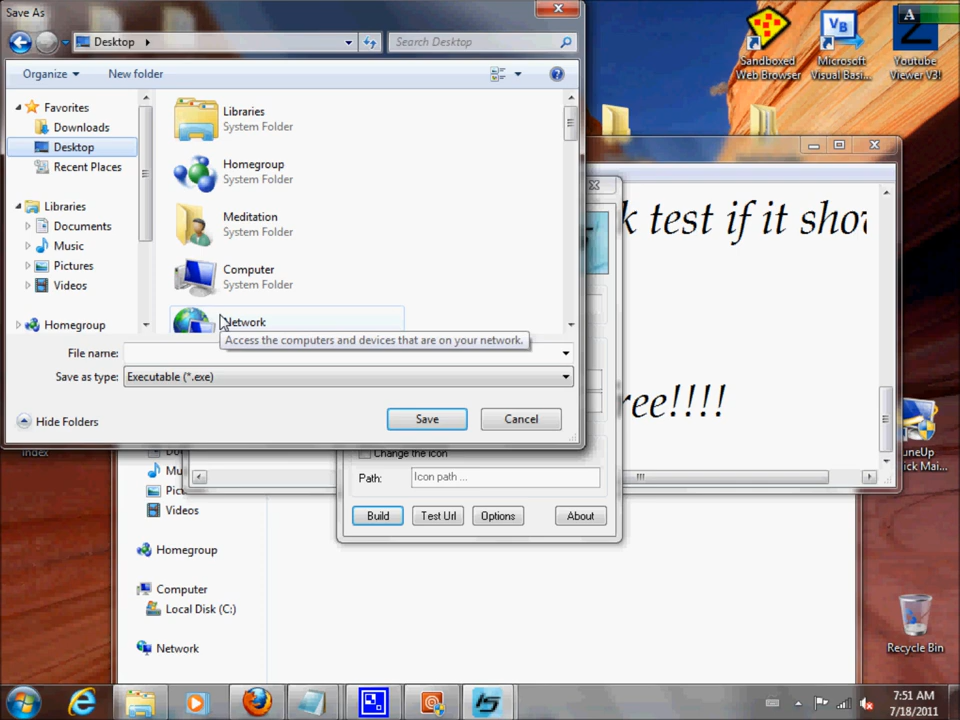 Save As
Desktop
Search Desktop
Organize
New folder
Favorites
Downloads
Desktop
Recent Places
Libraries
Documents
Music
Pictures
Videos
Homegroup
Libraries
System Folder
Homegroup
System Folder
Meditation
System Folder
Computer
System Folder
Network
Access the computers and devices that are on your network.
File name:
Save as type:
Executable (*.exe)
Hide Folders
Save
Cancel
Sandboxed
Web Browser
VB
Microsoft
Visual Basi...
Z
Youtube
Viewer V3!
A
k test if it sho
ree!!!!
Change the icon
Path:
Icon path ...
Build
Test Url
Options
About
Videos
Homegroup
Computer
Local Disk (C:)
Network
Recycle Bin
7:51 AM
7/18/2011